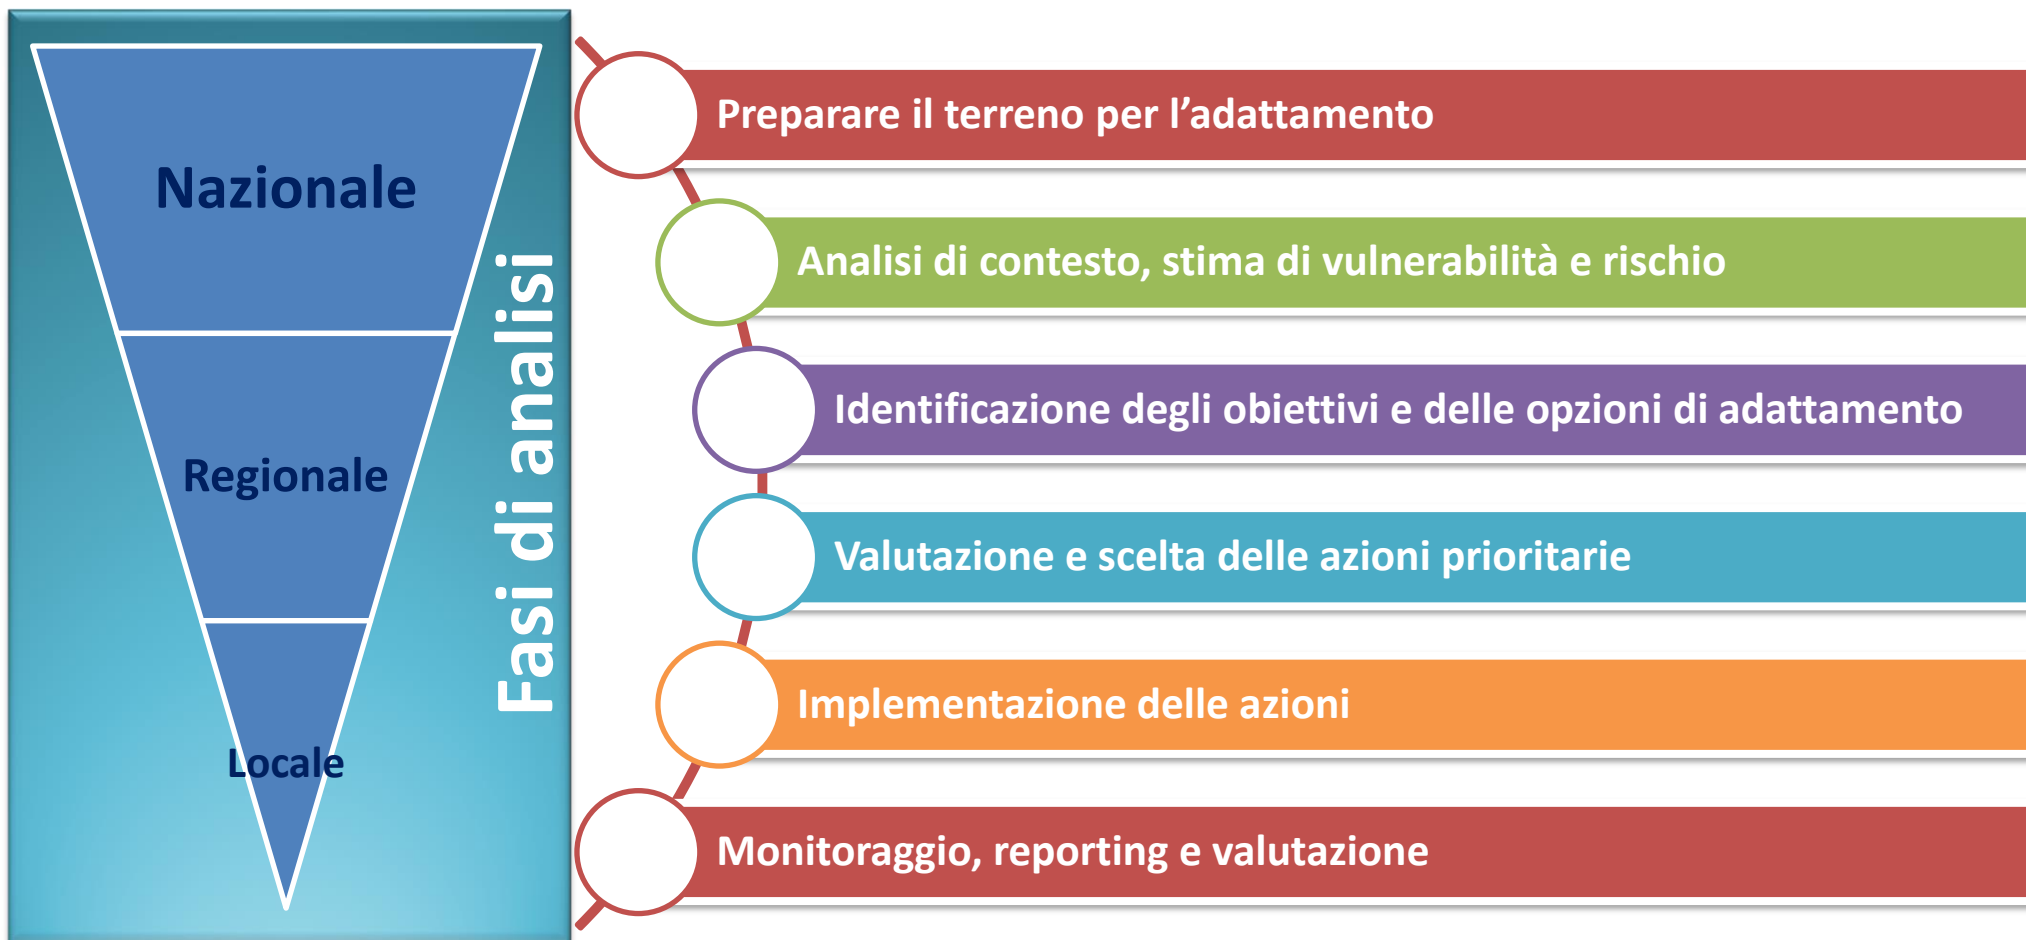 Nazionale
Regionale
Locale
Fasi di analisi
Preparare il terreno per l’adattamento
Analisi di contesto, stima di vulnerabilità e rischio
Identificazione degli obiettivi e delle opzioni di adattamento
Valutazione e scelta delle azioni prioritarie
Implementazione delle azioni
Monitoraggio, reporting e valutazione